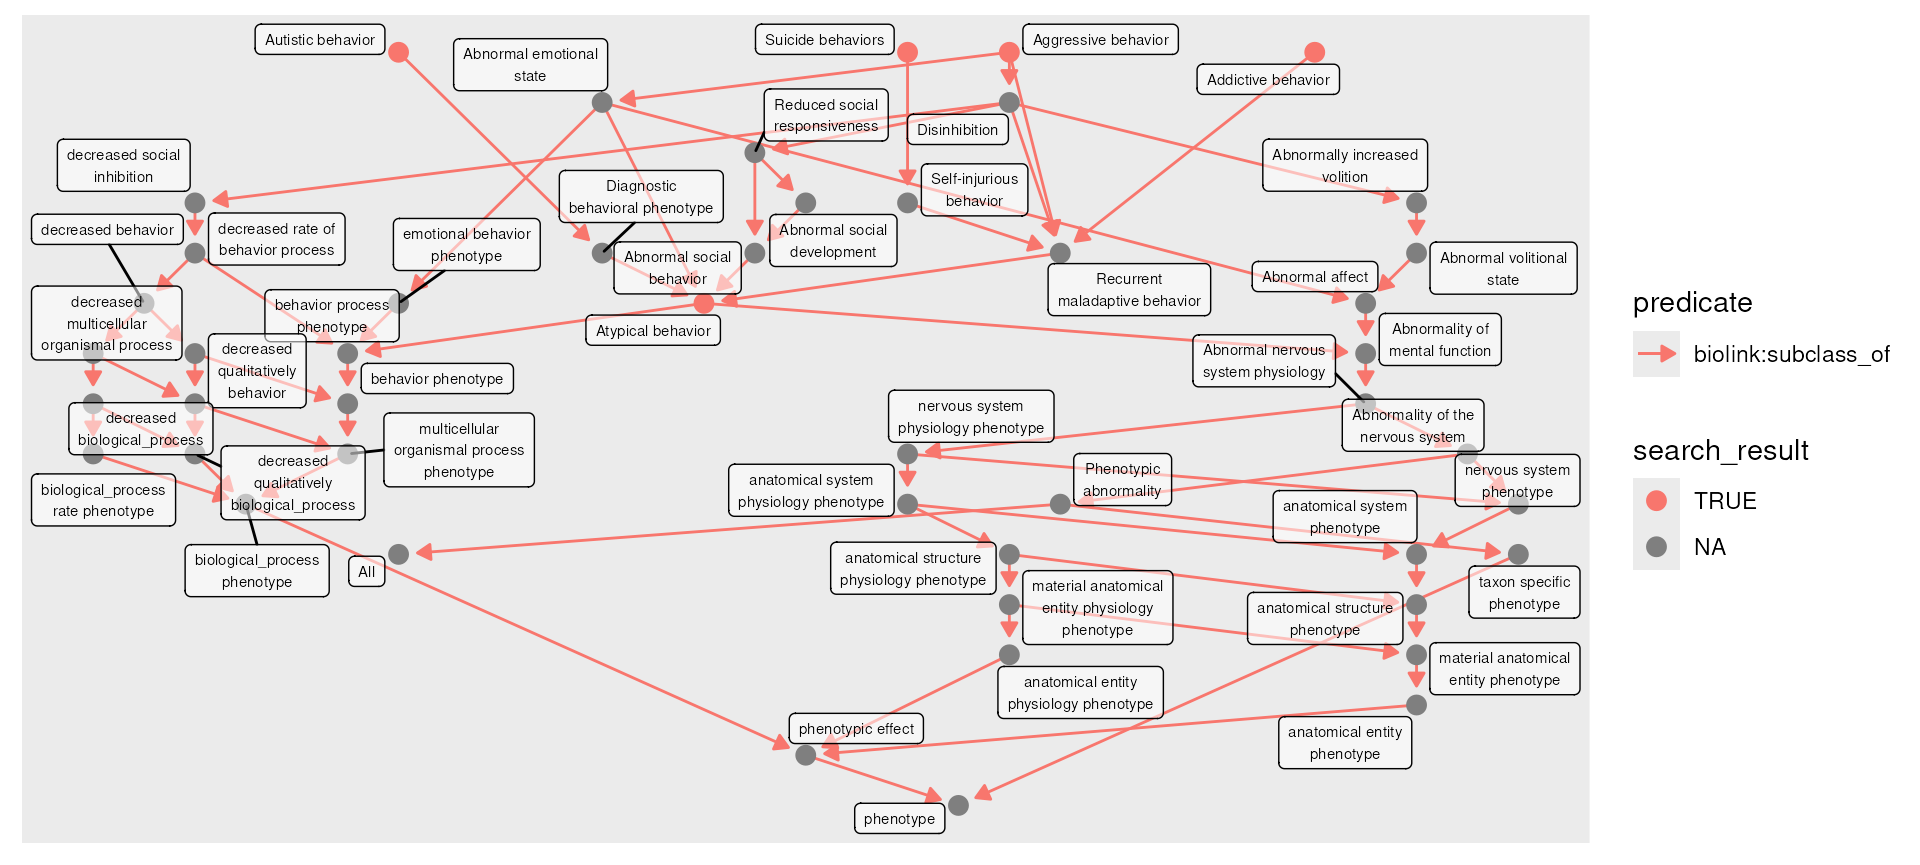 Autistic behavior
Suicide behaviors
Aggressive behavior
Abnormal emotional
state
Addictive behavior
Reduced social
responsiveness
Disinhibition
decreased social
inhibition
Abnormally increased
volition
Diagnostic
behavioral phenotype
Self-injurious
behavior
decreased behavior
decreased rate of
behavior process
emotional behavior
phenotype
Abnormal social
development
Abnormal social
behavior
Abnormal volitional
state
Abnormal affect
Recurrent
maladaptive behavior
decreased
multicellular
organismal process
behavior process
phenotype
Atypical behavior
Abnormality of
mental function
decreased
qualitatively
behavior
Abnormal nervous
system physiology
behavior phenotype
nervous system
physiology phenotype
Abnormality of the
nervous system
decreased
biological_process
multicellular
organismal process
phenotype
decreased
qualitatively
biological_process
Phenotypic
abnormality
nervous system
phenotype
biological_process
rate phenotype
anatomical system
physiology phenotype
anatomical system
phenotype
biological_process
phenotype
All
anatomical structure
physiology phenotype
material anatomical
entity physiology
phenotype
taxon specific
phenotype
anatomical structure
phenotype
material anatomical
entity phenotype
anatomical entity
physiology phenotype
phenotypic effect
anatomical entity
phenotype
phenotype
predicate
biolink:subclass_of
search_result
TRUE
NA